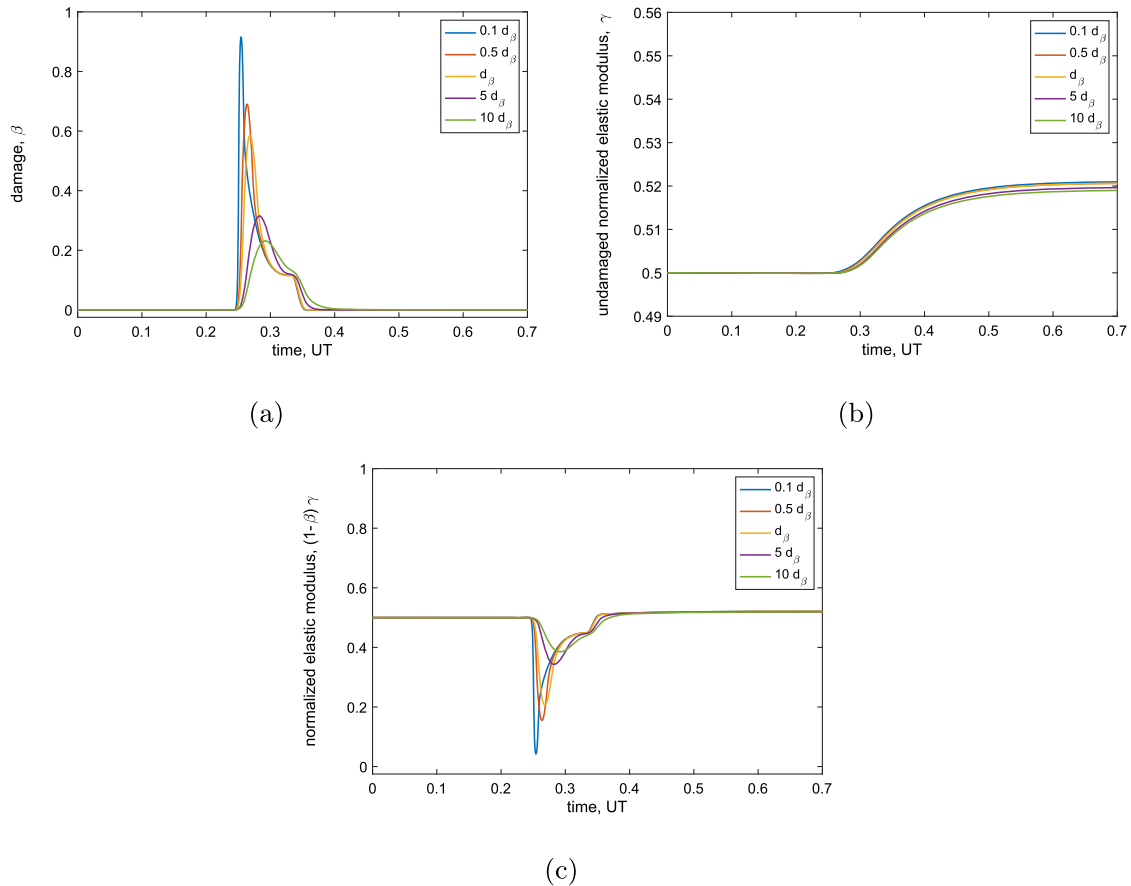 1
0.8
0.6
0.4
0.2
0
damage, β
0 0.1 0.2 0.3 0.4 0.5 0.6 0.7
time, UT
0.1 d_β
0.5 d_β
d_β
5 d_β
10 d_β
(a)
0.56
0.55
0.54
0.53
0.52
0.51
0.5
0.49
undamaged normalized elastic modulus, γ
0 0.1 0.2 0.3 0.4 0.5 0.6 0.7
time, UT
0.1 d_β
0.5 d_β
d_β
5 d_β
10 d_β
(b)
1
0.8
0.6
0.4
0.2
0
normalized elastic modulus, (1-β) γ
0 0.1 0.2 0.3 0.4 0.5 0.6 0.7
time, UT
0.1 d_β
0.5 d_β
d_β
5 d_β
10 d_β
(c)